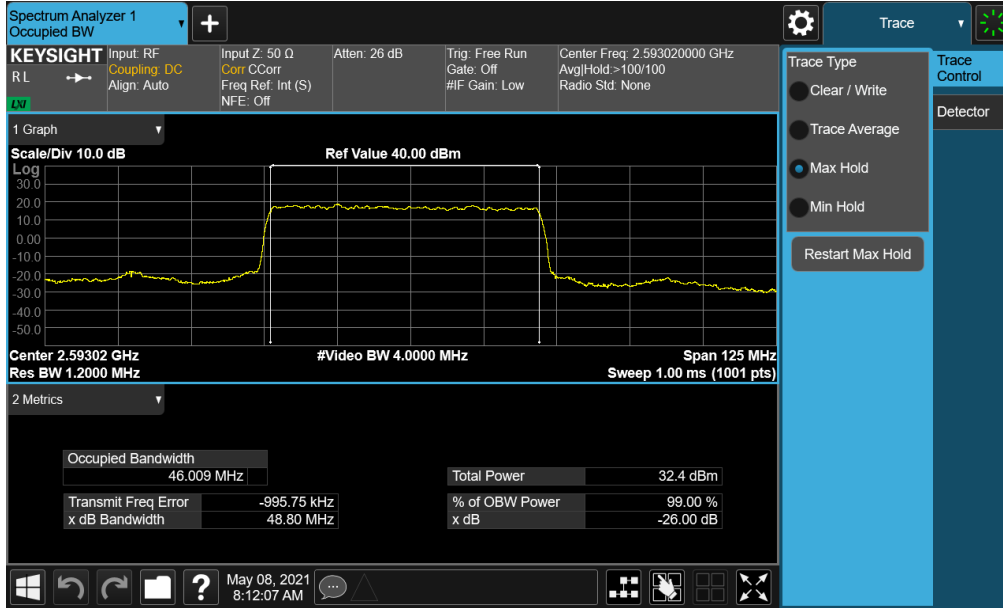 Spectrum Analyzer 1
Occupied BW
Trace
KEYSIGHT
R L
LXI
Input: RF
Coupling: DC
Align: Auto
Input Z: 50 Ω
Corr CCorr
Freq Ref: Int (S)
NFE: Off
Atten: 26 dB
Trig: Free Run
Gate: Off
#IF Gain: Low
Center Freq: 2.593020000 GHz
Avg|Hold:>100/100
Radio Std: None
1 Graph
Scale/Div 10.0 dB
Ref Value 40.00 dBm
Log
30.0
20.0
10.0
0.00
-10.0
-20.0
-30.0
-40.0
-50.0
Center 2.59302 GHz
#Video BW 4.0000 MHz
Span 125 MHz
Res BW 1.2000 MHz
Sweep 1.00 ms (1001 pts)
2 Metrics
Occupied Bandwidth
46.009 MHz
Total Power 32.4 dBm
Transmit Freq Error -995.75 kHz
% of OBW Power 99.00 %
x dB Bandwidth 48.80 MHz
x dB -26.00 dB
May 08, 2021
8:12:07 AM
?
Trace Type
Clear / Write
Trace Average
Max Hold
Min Hold
Restart Max Hold
Trace
Control
Detector